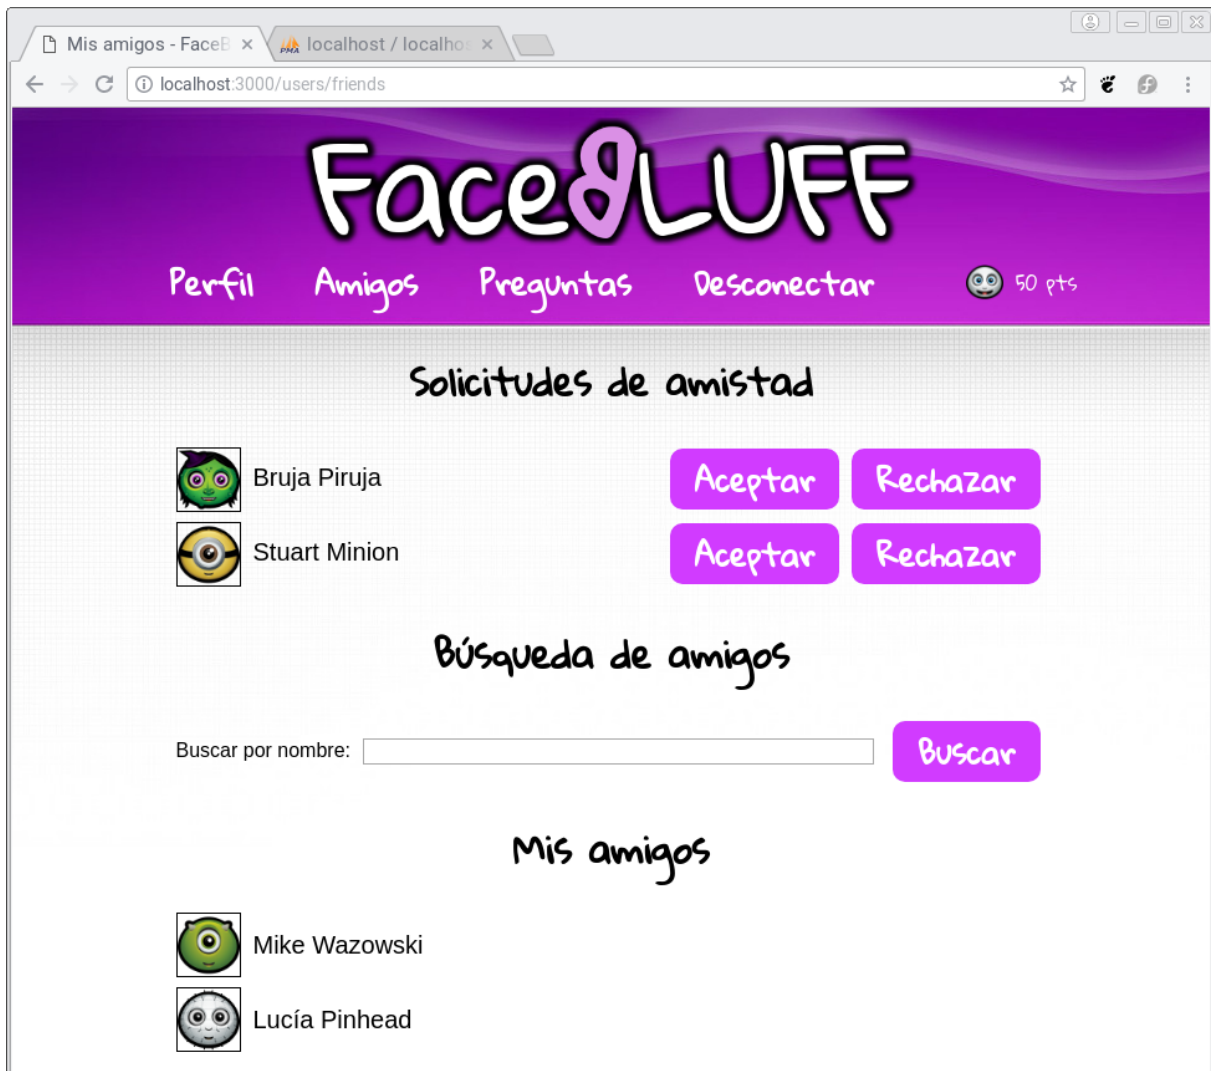 Mis amigos - FaceB
localhost / localhos
localhost:3000/users/friends
FaceBLUFF
Perfil Amigos Preguntas Desconectar 50 pts
Solicitudes de amistad
Bruja Piruja Aceptar Rechazar
Stuart Minion Aceptar Rechazar
Búsqueda de amigos
Buscar por nombre: Buscar
Mis amigos
Mike Wazowski
Lucía Pinhead